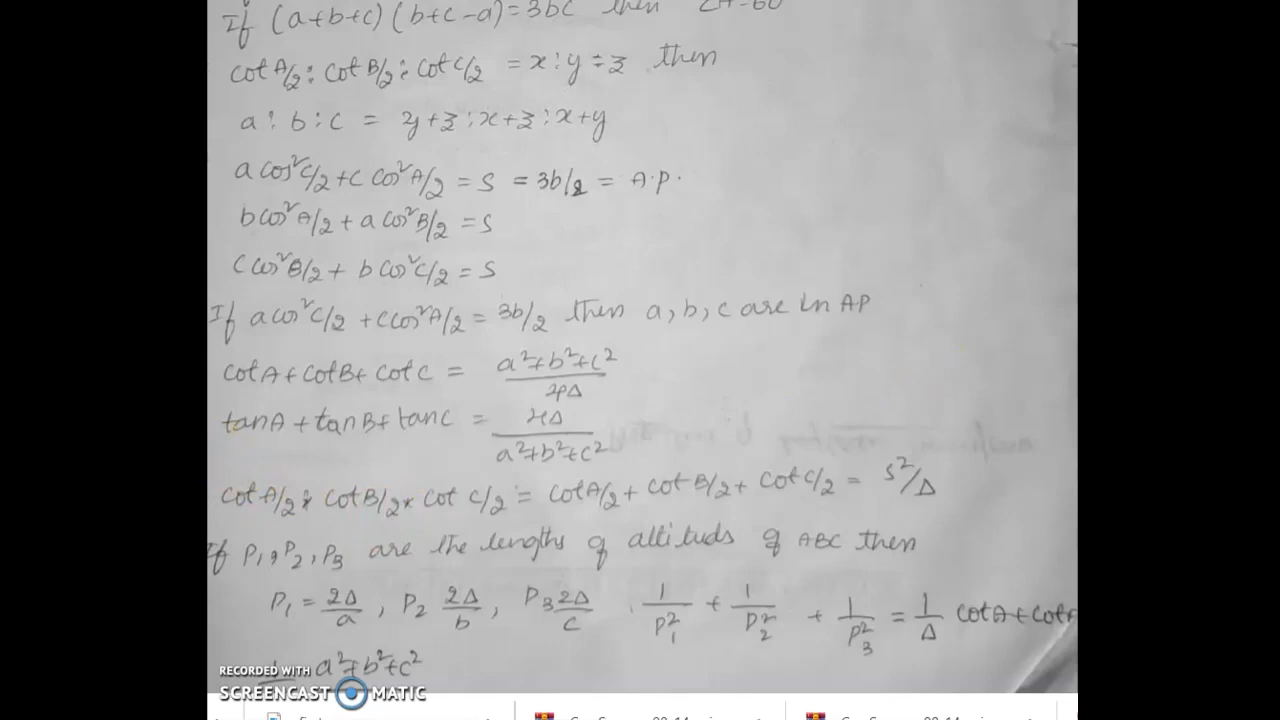 If (a+b+c) (b+c-a) = 3bc then ∠A=60
cot A/2 : cot B/2 : cot C/2 = x : y = z then
a : b : c = y+z : x+z : x+y
a cos²C/2 + c cos²A/2 = S = 3b/2 = A.P.
b cos²A/2 + a cos²B/2 = S
c cos²B/2 + b cos²C/2 = S
If a cos²C/2 + c cos²A/2 = 3b/2 then a, b, c are in AP
cot A + cot B + cot C = a²+b²+c² / 4Δ
tan A + tan B + tan C = 4Δ / a²+b²+c²
cot A/2 * cot B/2 * cot C/2 = cot A/2 + cot B/2 + cot C/2 = S²/Δ
If P₁, P₂, P₃ are the lengths of altituds of ABC then
P₁ = 2Δ/a , P₂ 2Δ/b , P₃ 2Δ/c 1/P₁² + 1/P₂² + 1/P₃² = 1/Δ cot A + cot
a²+b²+c²
RECORDED WITH
SCREENCAST MATIC